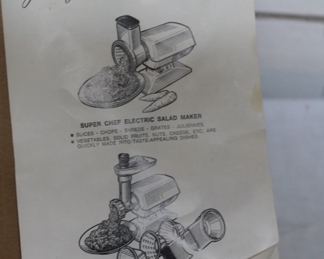 SUPER CHEF ELECTRIC SALAD MAKER
• SLICES - CHOPS - SHREDS - GRATES - JULIENNES
• VEGETABLES, SOLID FRUITS, NUTS, CHEESE, ETC. ARE
QUICKLY MADE INTO TASTE-APPEALING DISHES